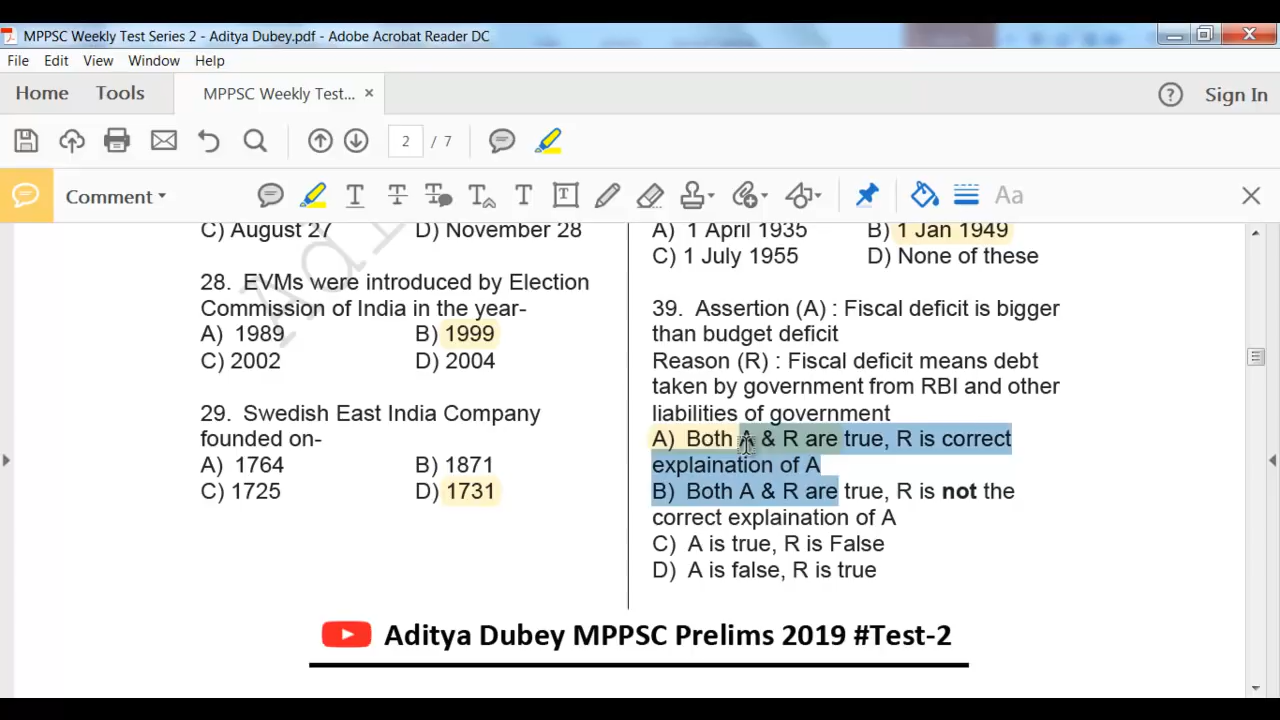 MPPSC Weekly Test Series 2 - Aditya Dubey.pdf - Adobe Acrobat Reader DC
File Edit View Window Help
Home Tools MPPSC Weekly Test... × ? Sign In
2 / 7
Comment
Aa
C) August 27 D) November 28
28. EVMs were introduced by Election
Commission of India in the year-
A) 1989 B) 1999
C) 2002 D) 2004
29. Swedish East India Company
founded on-
A) 1764 B) 1871
C) 1725 D) 1731
A) 1 April 1935 B) 1 Jan 1949
C) 1 July 1955 D) None of these
39. Assertion (A) : Fiscal deficit is bigger
than budget deficit
Reason (R) : Fiscal deficit means debt
taken by government from RBI and other
liabilities of government
A) Both A & R are true, R is correct
explaination of A
B) Both A & R are true, R is not the
correct explaination of A
C) A is true, R is False
D) A is false, R is true
Aditya Dubey MPPSC Prelims 2019 #Test-2